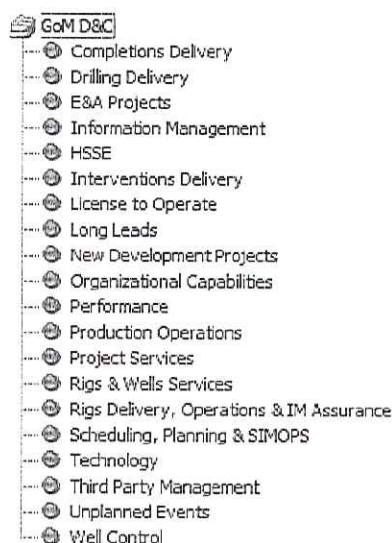 GoM D&C
Completions Delivery
Drilling Delivery
E&A Projects
Information Management
HSSE
Interventions Delivery
License to Operate
Long Leads
New Development Projects
Organizational Capabilities
Performance
Production Operations
Project Services
Rigs & Wells Services
Rigs Delivery, Operations & IM Assurance
Scheduling, Planning & SIMOPS
Technology
Third Party Management
Unplanned Events
Well Control